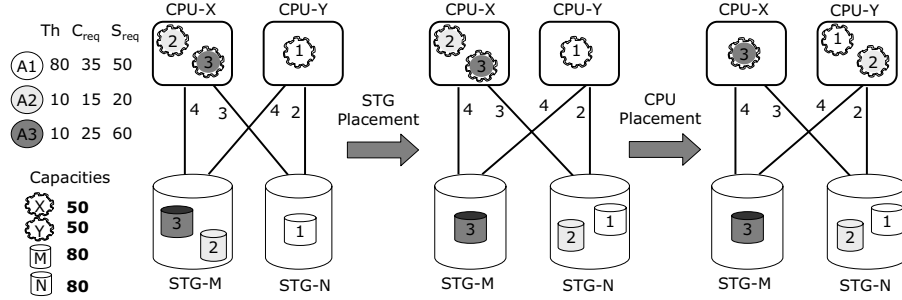 CPU-X CPU-Y CPU-X CPU-Y CPU-X CPU-Y
Th Creq Sreq
A1 80 35 50
A2 10 15 20
A3 10 25 60
2 3 1 2 3 1 3 1 2
4 3 4 2 4 3 4 2 4 3 4 2
STG
Placement
CPU
Placement
Capacities
X 50
Y 50
M 80
N 80
3 2 1 3 2 1 3 2 1
STG-M STG-N STG-M STG-N STG-M STG-N